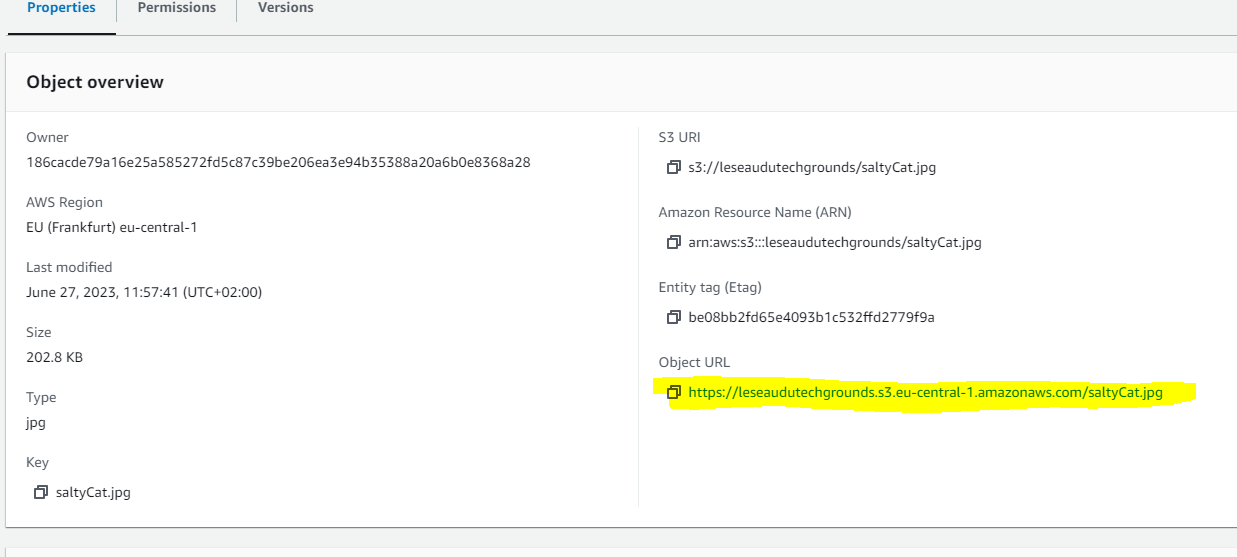 Properties
Permissions
Versions
Object overview
Owner
186cacde79a16e25a585272fd5c87c39be206ea3e94b35388a20a6b0e8368a28
AWS Region
EU (Frankfurt) eu-central-1
Last modified
June 27, 2023, 11:57:41 (UTC+02:00)
Size
202.8 KB
Type
jpg
Key
saltyCat.jpg
S3 URI
s3://leseaudutechgrounds/saltyCat.jpg
Amazon Resource Name (ARN)
arn:aws:s3:::leseaudutechgrounds/saltyCat.jpg
Entity tag (Etag)
be08bb2fd65e4093b1c532ffd2779f9a
Object URL
https://leseaudutechgrounds.s3.eu-central-1.amazonaws.com/saltyCat.jpg